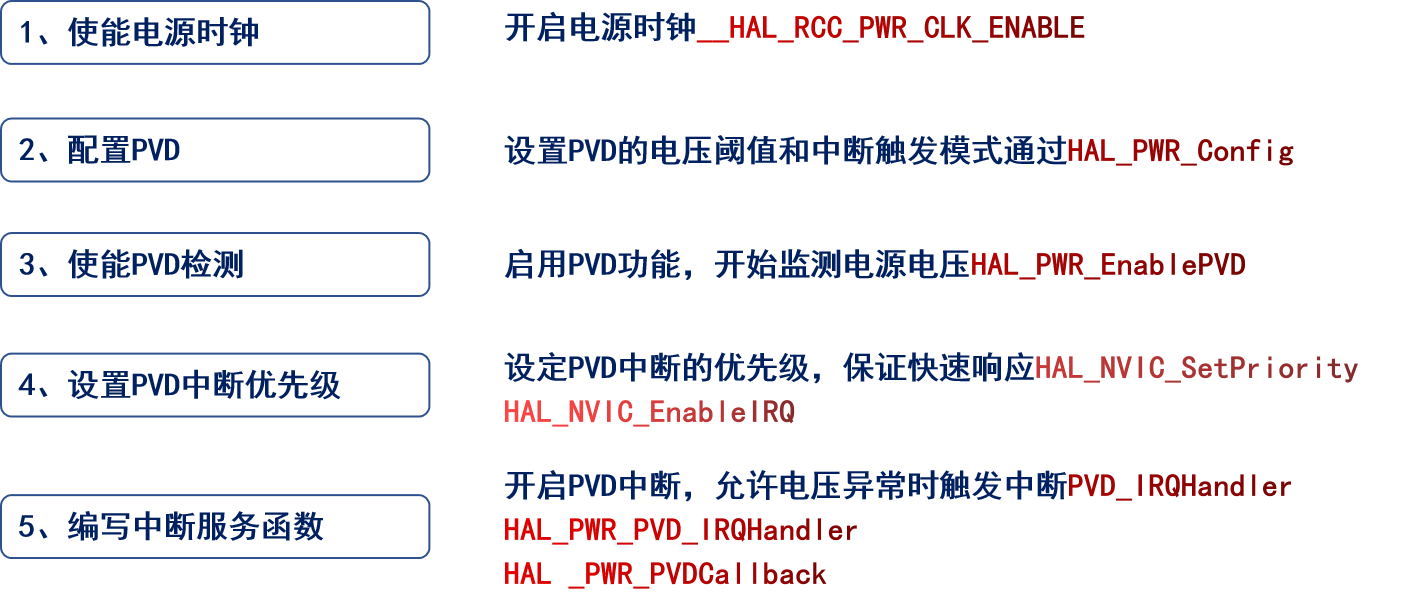 1、使能电源时钟
开启电源时钟__HAL_RCC_PWR_CLK_ENABLE
2、配置PVD
设置PVD的电压阈值和中断触发模式通过HAL_PWR_Config
3、使能PVD检测
启用PVD功能，开始监测电源电压HAL_PWR_EnablePVD
4、设置PVD中断优先级
设定PVD中断的优先级，保证快速响应HAL_NVIC_SetPriority
HAL_NVIC_EnableIRQ
5、编写中断服务函数
开启PVD中断，允许电压异常时触发中断PVD_IRQHandler
HAL_PWR_PVD_IRQHandler
HAL _PWR_PVDCallback